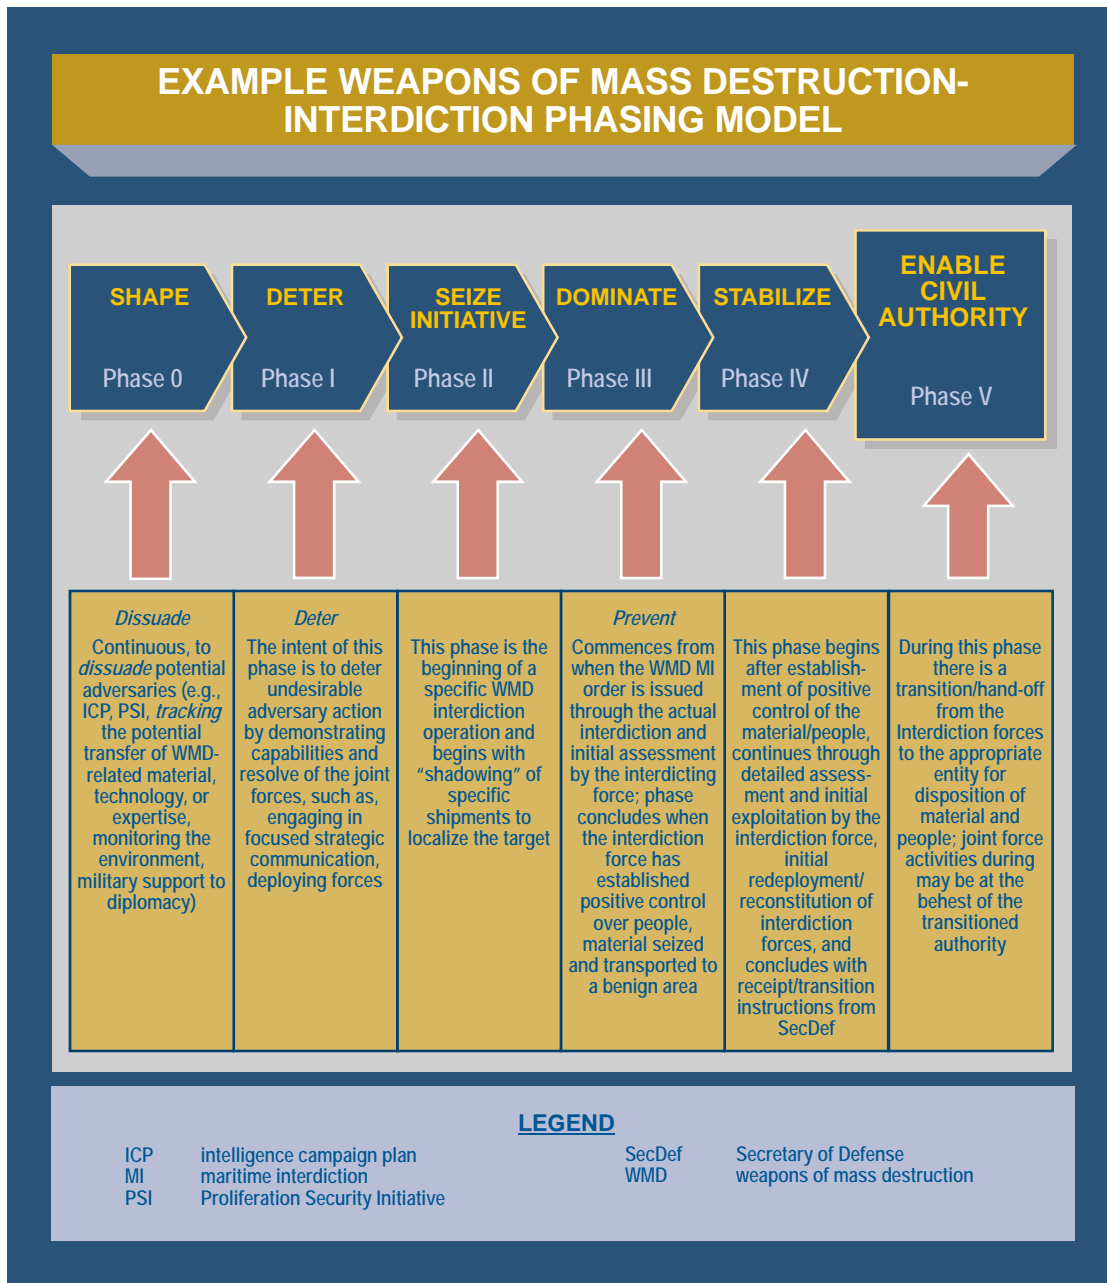 EXAMPLE WEAPONS OF MASS DESTRUCTION-
INTERDICTION PHASING MODEL
SHAPE
Phase 0
DETER
Phase I
SEIZE
INITIATIVE
Phase II
DOMINATE
Phase III
STABILIZE
Phase IV
ENABLE
CIVIL
AUTHORITY
Phase V
Dissuade
Continuous, to
dissuade potential
adversaries (e.g.,
ICP, PSI, tracking
the potential
transfer of WMD-
related material,
technology, or
expertise,
monitoring the
environment,
military support to
diplomacy)
Deter
The intent of this
phase is to deter
undesirable
adversary action
by demonstrating
capabilities and
resolve of the joint
forces, such as,
engaging in
focused strategic
communication,
deploying forces
This phase is the
beginning of a
specific WMD
interdiction
operation and
begins with
“shadowing” of
specific
shipments to
localize the target
Prevent
Commences from
when the WMD MI
order is issued
through the actual
interdiction and
initial assessment
by the interdicting
force; phase
concludes when
the interdiction
force has
established
positive control
over people,
material seized
and transported to
a benign area
This phase begins
after establish-
ment of positive
control of the
material/people,
continues through
detailed assess-
ment and initial
exploitation by the
interdiction force,
initial
redeployment/
reconstitution of
interdiction
forces, and
concludes with
receipt/transition
instructions from
SecDef
During this phase
there is a
transition/hand-off
from the
Interdiction forces
to the appropriate
entity for
disposition of
material and
people; joint force
activities during
may be at the
behest of the
transitioned
authority
LEGEND
ICP intelligence campaign plan
MI maritime interdiction
PSI Proliferation Security Initiative
SecDef Secretary of Defense
WMD weapons of mass destruction